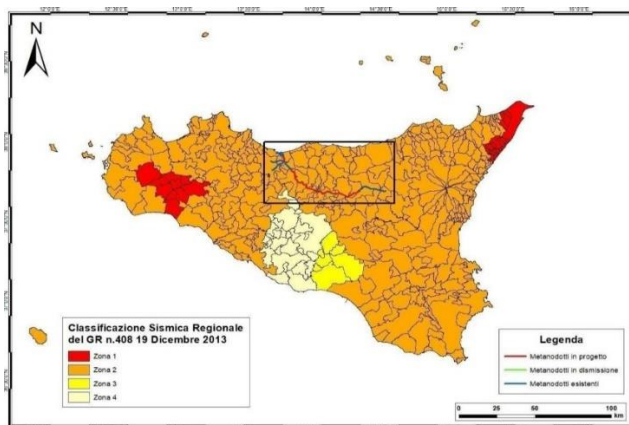 N
Classificazione Sismica Regionale
del GR n.408 19 Dicembre 2013
Zona 1
Zona 2
Zona 3
Zona 4
Legenda
Metanodotti in progetto
Metanodotti in dismissione
Metanodotti esistenti
0 25 50 100
km